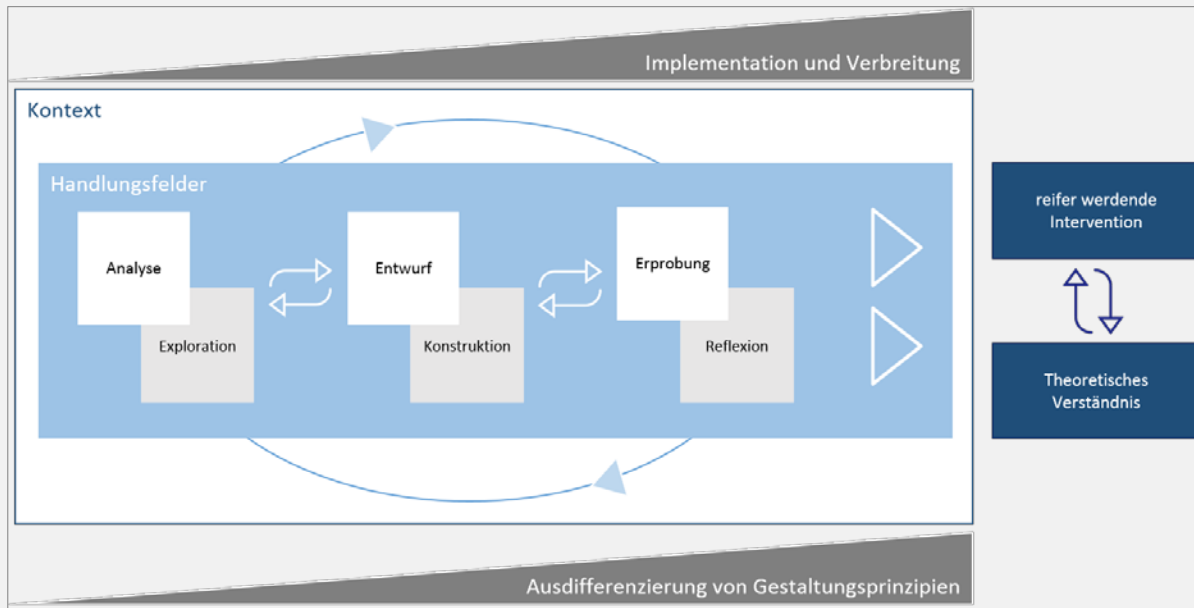 Implementation und Verbreitung
Kontext
Handlungsfelder
Analyse
Exploration
Entwurf
Konstruktion
Erprobung
Reflexion
reifer werdende
Intervention
Theoretisches
Verständnis
Ausdifferenzierung von Gestaltungsprinzipien